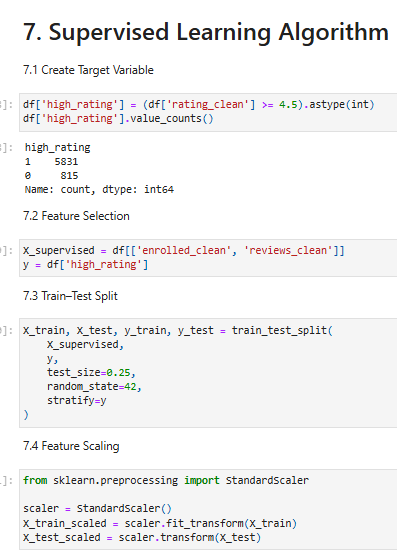 7. Supervised Learning Algorithm
7.1 Create Target Variable
]:
df['high_rating'] = (df['rating_clean'] >= 4.5).astype(int)
df['high_rating'].value_counts()
]:
high_rating
1    5831
0     815
Name: count, dtype: int64
7.2 Feature Selection
]:
X_supervised = df[['enrolled_clean', 'reviews_clean']]
y = df['high_rating']
7.3 Train–Test Split
]:
X_train, X_test, y_train, y_test = train_test_split(
    X_supervised,
    y,
    test_size=0.25,
    random_state=42,
    stratify=y
)
7.4 Feature Scaling
]:
from sklearn.preprocessing import StandardScaler
scaler = StandardScaler()
X_train_scaled = scaler.fit_transform(X_train)
X_test_scaled = scaler.transform(X_test)